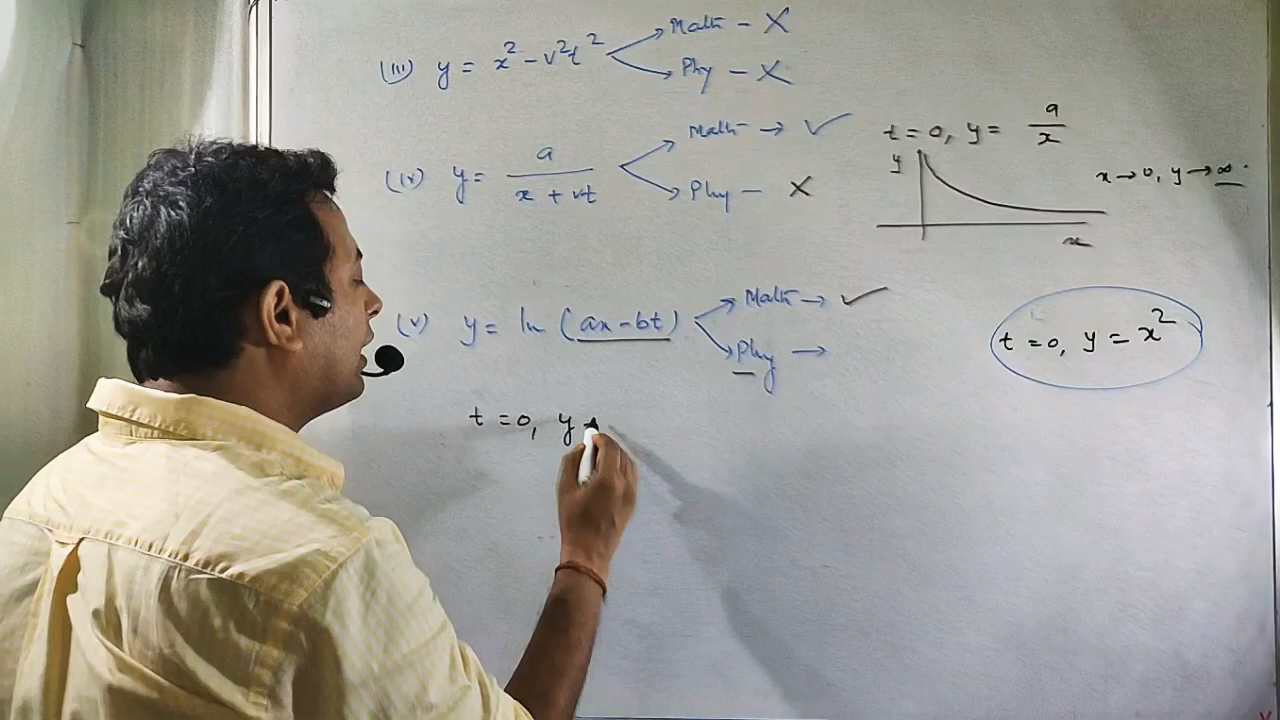 (iii) y = x² - v²t² Math - X
Phy - X
(iv) y = a / (x + vt) Math → ✓
Phy - X
t = 0, y = a / x
y
x → 0, y → ∞.
x
(v) y = ln (ax - bt) Math → ✓
Phy →
t = 0, y = x²
t = 0, y